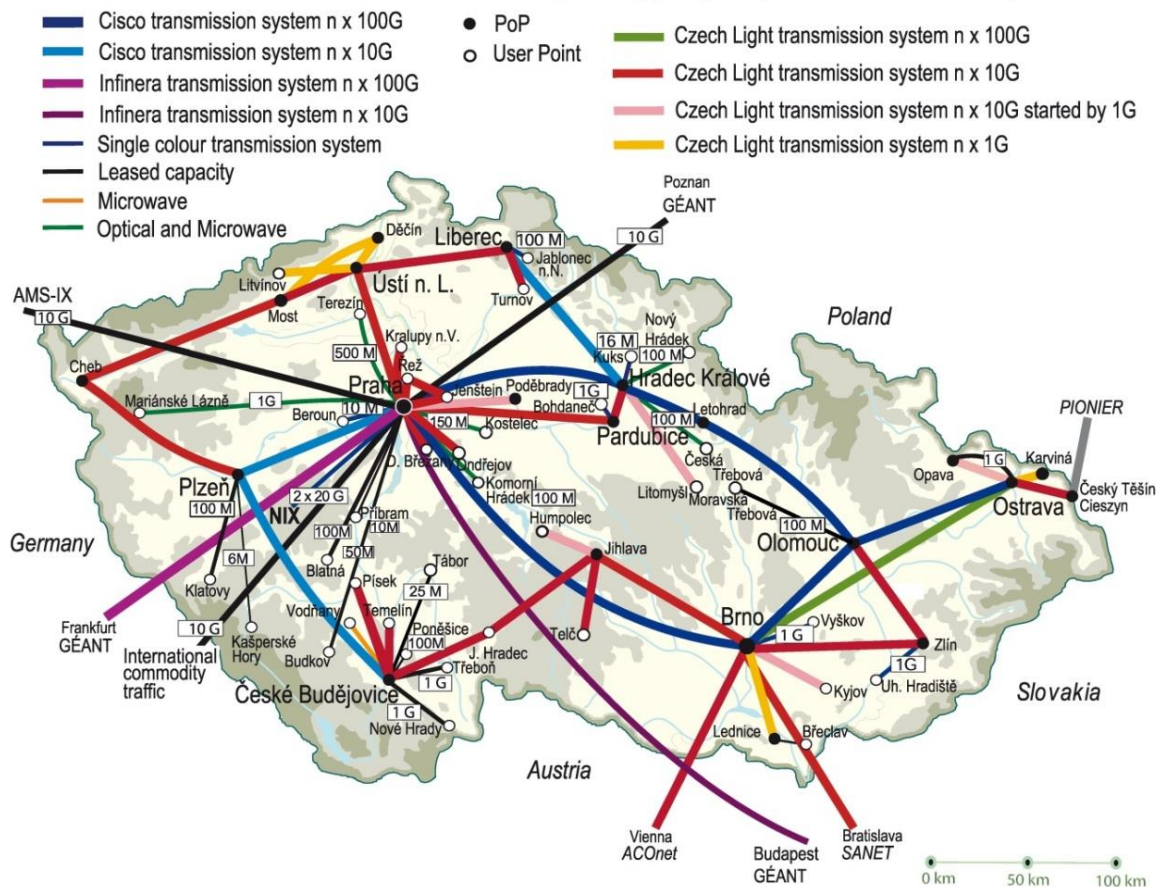 Cisco transmission system n x 100G
Cisco transmission system n x 10G
Infinera transmission system n x 100G
Infinera transmission system n x 10G
Single colour transmission system
Leased capacity
Microwave
Optical and Microwave
PoP
User Point
Czech Light transmission system n x 100G
Czech Light transmission system n x 10G
Czech Light transmission system n x 10G started by 1G
Czech Light transmission system n x 1G
Poznan
GÉANT
10 G
Děčín
Liberec
100 M
Jablonec
n.N.
Litvínov
Ústí n. L.
Turnov
AMS-IX
10 G
Most
Terezín
Poland
Nový
Hrádek
Kralupy n.V.
16 M
Kuks
100 M
500 M
Řež
Cheb
Praha
Jenštejn
Poděbrady
Hradec Králové
Mariánské Lázně
1G
Beroun
10 M
1G
Bohdaneč
Letohrad
PIONIER
150 M
Kostelec
Pardubice
100 M
Česká
Třebová
D. Břežany
Ondřejov
Komorní
Hrádek
Litomyšl
Moravská
Třebová
Opava
1 G
Karviná
Plzeň
100 M
NIX
2 x 20 G
Příbram
10M
100M
50M
100 M
Humpolec
100 M
Ostrava
Český Těšín
Cieszyn
Germany
6M
Blatná
Jihlava
Olomouc
Klatovy
Písek
Tábor
25 M
Vodňany
Temelín
Brno
Vyškov
1 G
Frankfurt
GÉANT
10 G
Kašperské
Hory
Budkov
Poněšice
100M
J. Hradec
Telč
Zlín
1G
International
commodity
traffic
České Budějovice
Třeboň
1 G
Kyjov
Uh. Hradiště
Slovakia
1 G
Nové Hrady
Lednice
Břeclav
Austria
Vienna
ACOnet
Budapest
GÉANT
Bratislava
SANET
0 km
50 km
100 km